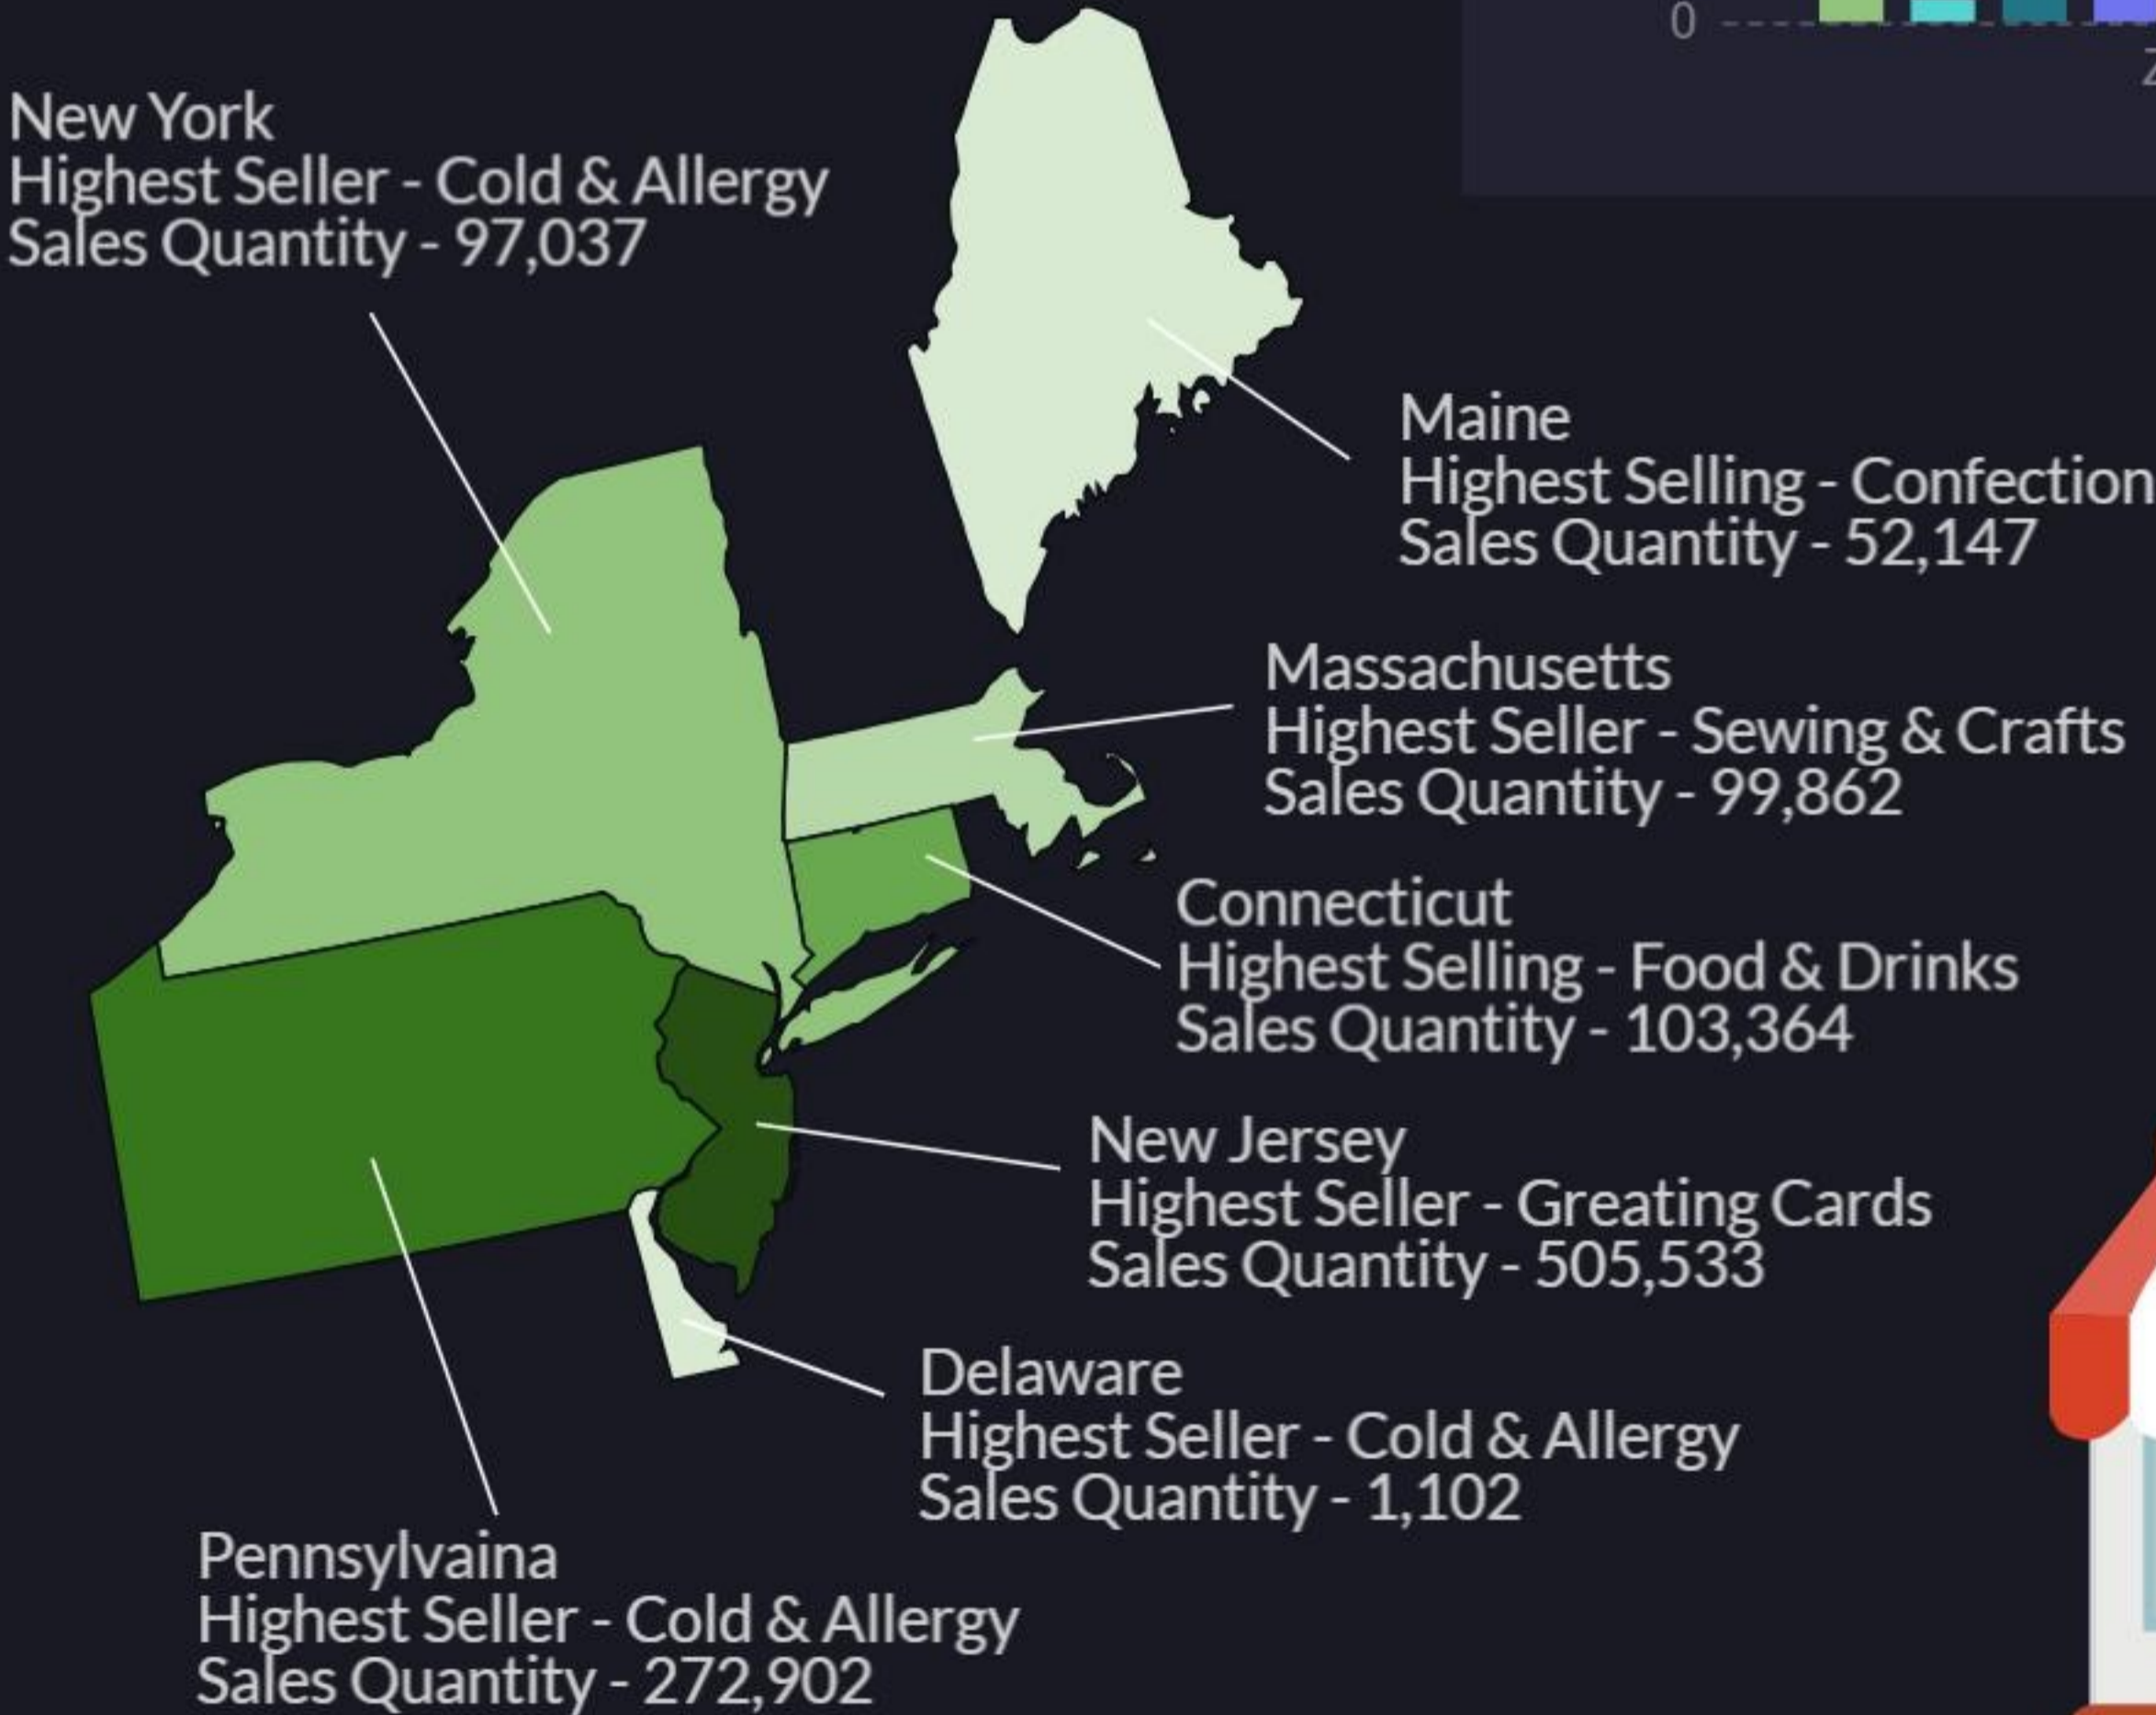 0
New York
Highest Seller - Cold & Allergy
Sales Quantity - 97,037
Maine
Highest Selling - Confection
Sales Quantity - 52,147
Massachusetts
Highest Seller - Sewing & Crafts
Sales Quantity - 99,862
Connecticut
Highest Selling - Food & Drinks
Sales Quantity - 103,364
New Jersey
Highest Seller - Greating Cards
Sales Quantity - 505,533
Delaware
Highest Seller - Cold & Allergy
Sales Quantity - 1,102
Pennsylvaina
Highest Seller - Cold & Allergy
Sales Quantity - 272,902